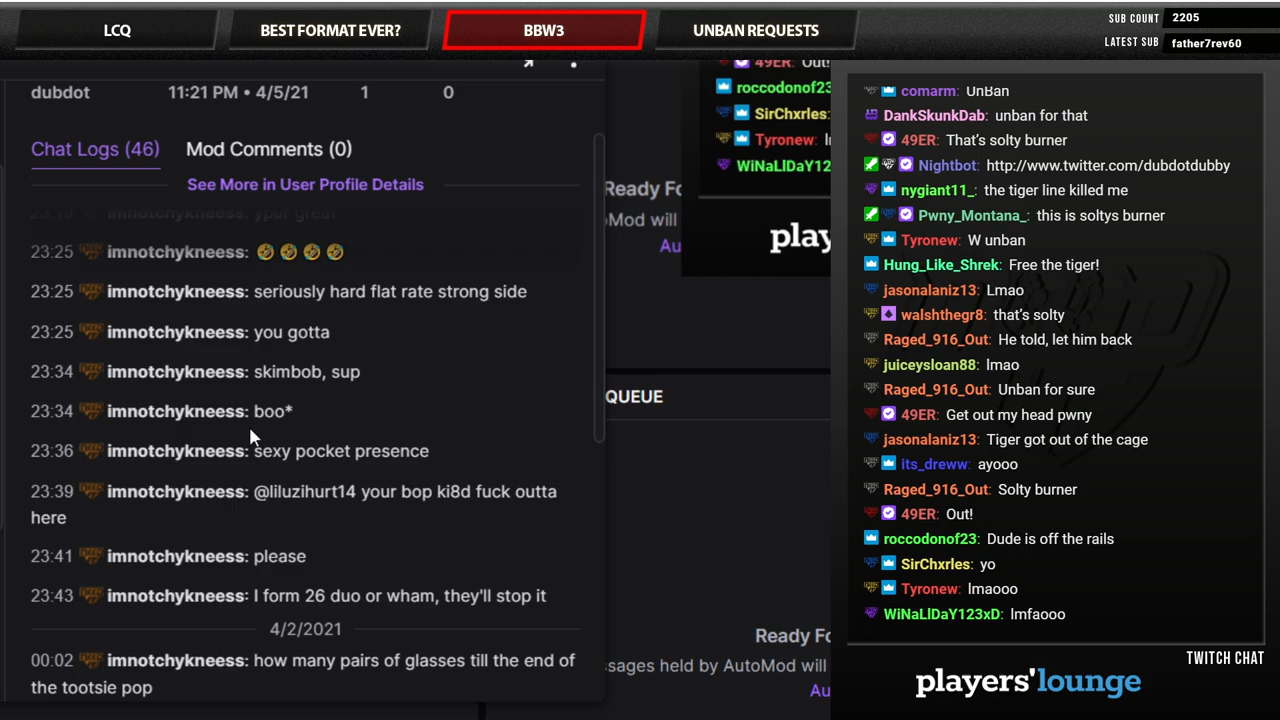 LCQ
BEST FORMAT EVER?
BBW3
UNBAN REQUESTS
SUB COUNT 2205
LATEST SUB father7rev60
dubdot 11:21 PM • 4/5/21 1 0
Chat Logs (46) Mod Comments (0)
See More in User Profile Details
ypur great
23:25 imnotchykneess: 🤣 🤣 🤣 🤣
23:25 imnotchykneess: seriously hard flat rate strong side
23:25 imnotchykneess: you gotta
23:34 imnotchykneess: skimbob, sup
23:34 imnotchykneess: boo*
23:36 imnotchykneess: sexy pocket presence
23:39 imnotchykneess: @liluzihurt14 your bop ki8d fuck outta
here
23:41 imnotchykneess: please
23:43 imnotchykneess: I form 26 duo or wham, they'll stop it
4/2/2021
00:02 imnotchykneess: how many pairs of glasses till the end of
the tootsie pop
49ER: Out!
roccodonof23
SirChxrles:
Tyronew:
WiNaLlDaY12
Ready Fo
oMod will
Au
play
QUEUE
Ready Fo
ssages held by AutoMod will
Au
comarm: UnBan
DankSkunkDab: unban for that
49ER: That's solty burner
Nightbot: http://www.twitter.com/dubdotdubby
nygiant11_: the tiger line killed me
Pwny_Montana_: this is soltys burner
Tyronew: W unban
Hung_Like_Shrek: Free the tiger!
jasonalaniz13: Lmao
walshthegr8: that's solty
Raged_916_Out: He told, let him back
juiceysloan88: lmao
Raged_916_Out: Unban for sure
49ER: Get out my head pwny
jasonalaniz13: Tiger got out of the cage
its_dreww: ayooo
Raged_916_Out: Solty burner
49ER: Out!
roccodonof23: Dude is off the rails
SirChxrles: yo
Tyronew: lmaooo
WiNaLlDaY123xD: lmfaooo
TWITCH CHAT
players'lounge